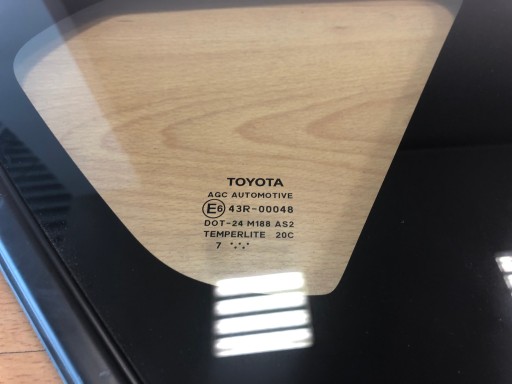 TOYOTA
AGC AUTOMOTIVE
E6 43R-00048
DOT-24 M188 AS2
TEMPERLITE 20C
7